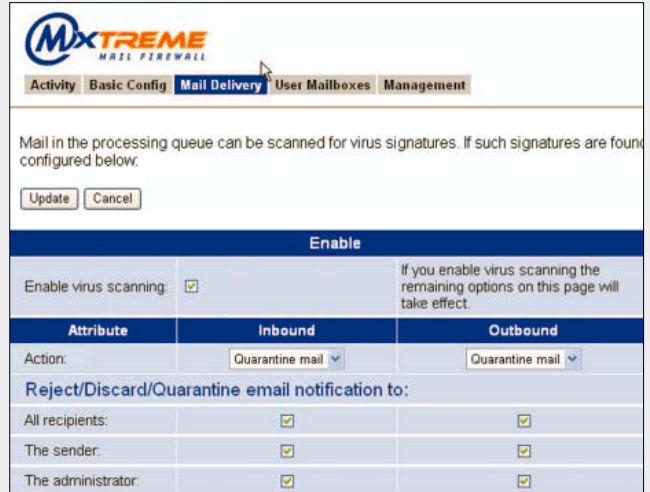 MXTREME
MAIL FIREWALL
Activity Basic Config Mail Delivery User Mailboxes Management
Mail in the processing queue can be scanned for virus signatures. If such signatures are found
configured below:
Update Cancel
Enable
Enable virus scanning: If you enable virus scanning the
remaining options on this page will
take effect.
Attribute Inbound Outbound
Action: Quarantine mail Quarantine mail
Reject/Discard/Quarantine email notification to:
All recipients:
The sender:
The administrator: